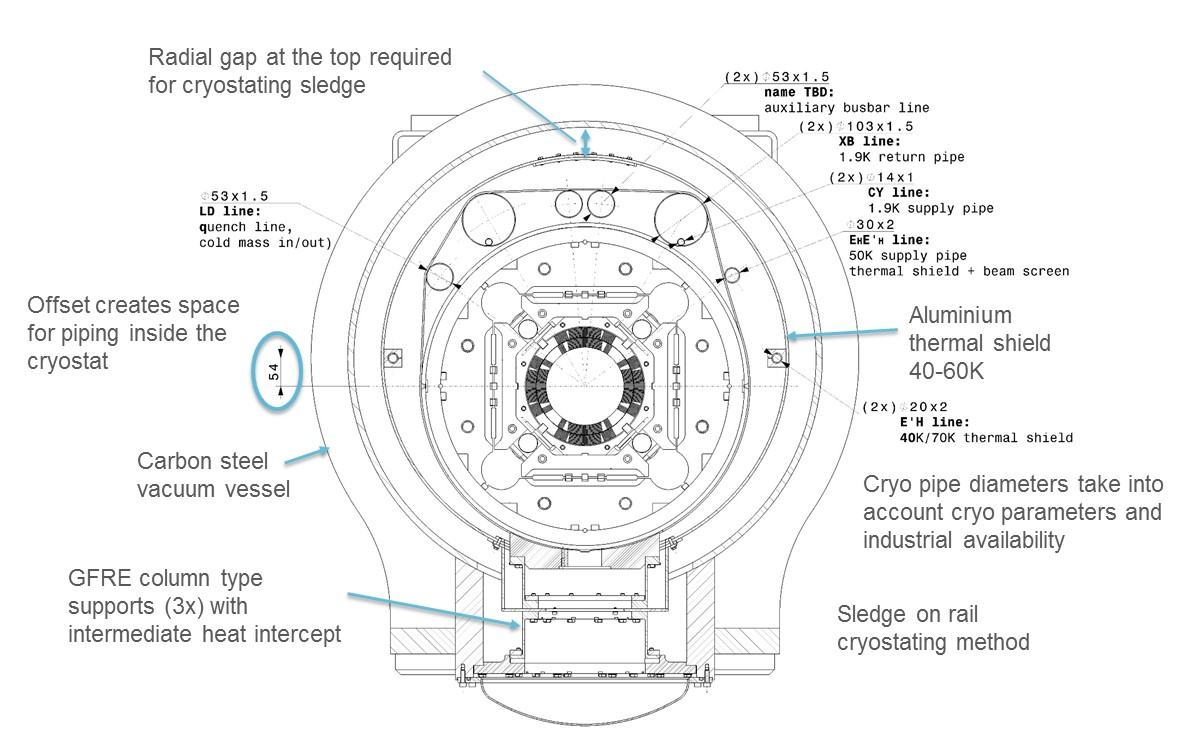 Radial gap at the top required
for cryostating sledge
(2x)∅53x1.5
name TBD:
auxiliary busbar line
(2x)∅103x1.5
XB line:
1.9K return pipe
(2x)∅14x1
CY line:
1.9K supply pipe
∅30x2
EHE'H line:
50K supply pipe
thermal shield + beam screen
∅53x1.5
LD line:
quench line,
cold mass in/out)
Offset creates space
for piping inside the
cryostat
54
Aluminium
thermal shield
40-60K
(2x)∅20x2
E'H line:
40K/70K thermal shield
Carbon steel
vacuum vessel
Cryo pipe diameters take into
account cryo parameters and
industrial availability
GFRE column type
supports (3x) with
intermediate heat intercept
Sledge on rail
cryostating method